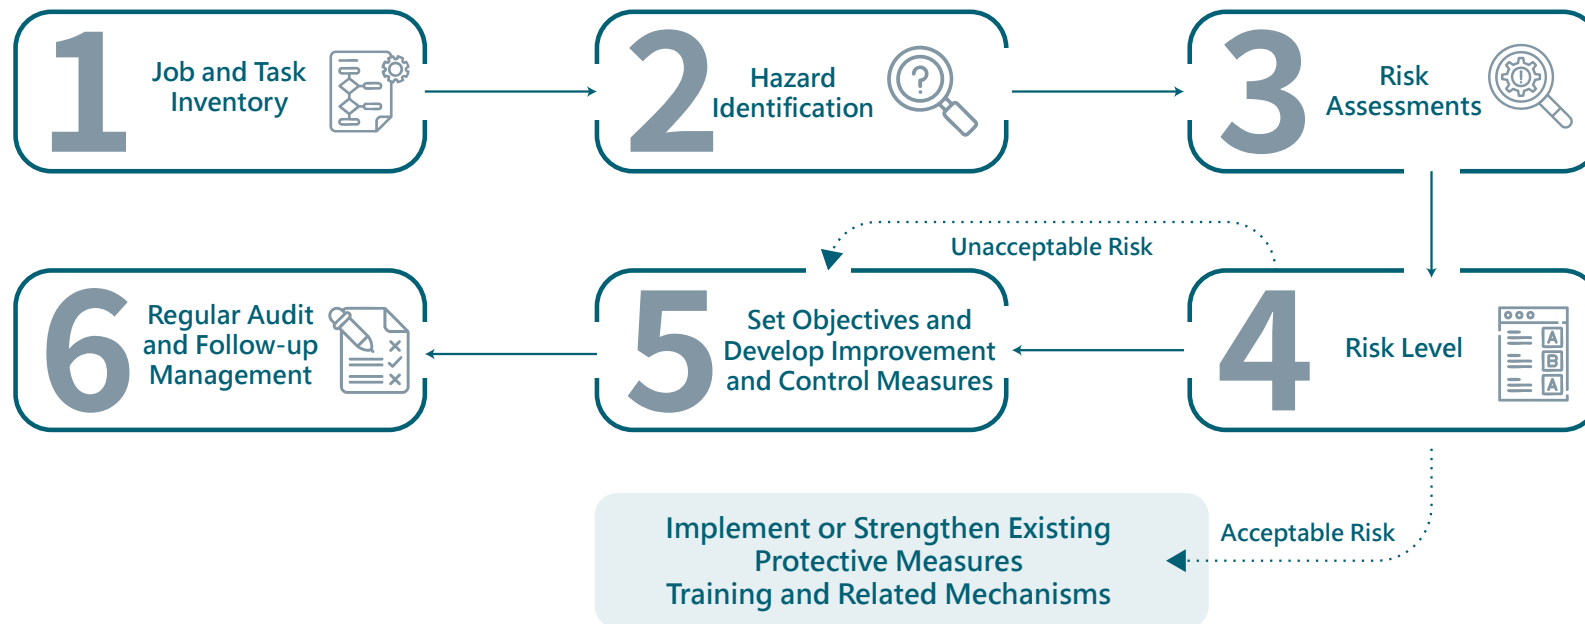 1
Job and Task
Inventory
2
Hazard
Identification
?
3
Risk
Assessments
!
Unacceptable Risk
4
Risk Level
A
B
A
5
Set Objectives and
Develop Improvement
and Control Measures
6
Regular Audit
and Follow-up
Management
Acceptable Risk
Implement or Strengthen Existing
Protective Measures
Training and Related Mechanisms